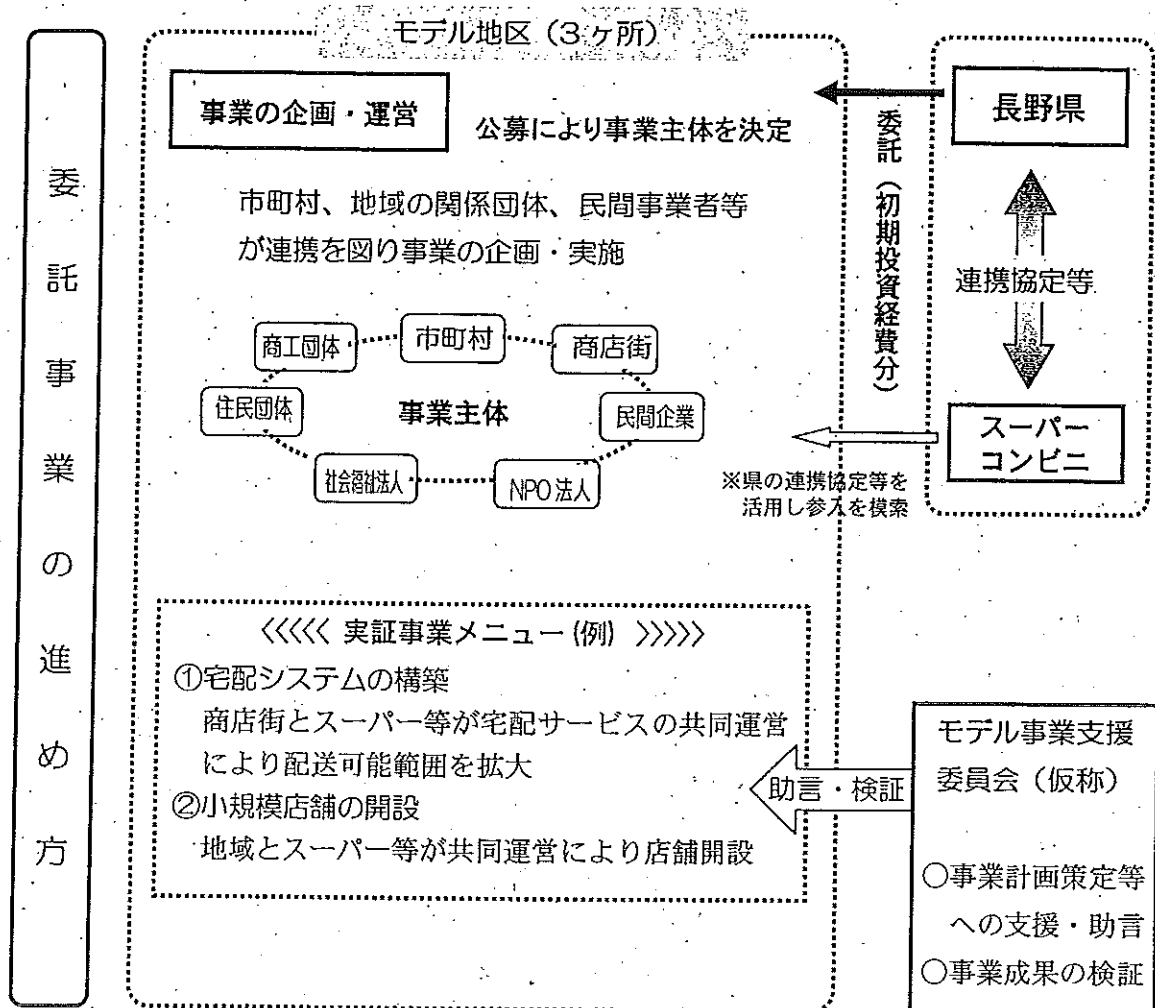 委託事業の進め方
モデル地区(3ヶ所)
事業の企画・運営
公募により事業主体を決定
市町村、地域の関係団体、民間事業者等
が連携を図り事業の企画・実施
商工団体
市町村
商店街
住民団体
事業主体
民間企業
社会福祉法人
NPO法人
委託(初期投資経費分)
長野県
連携協定等
スーパー
コンビニ
※県の連携協定等を
活用し参入を模索
<<<<< 実証事業メニュー(例) >>>>>
①宅配システムの構築
商店街とスーパー等が宅配サービスの共同運営
により配送可能範囲を拡大
②小規模店舗の開設
地域とスーパー等が共同運営により店舗開設
助言・検証
モデル事業支援
委員会(仮称)
○事業計画策定等
への支援・助言
○事業成果の検証